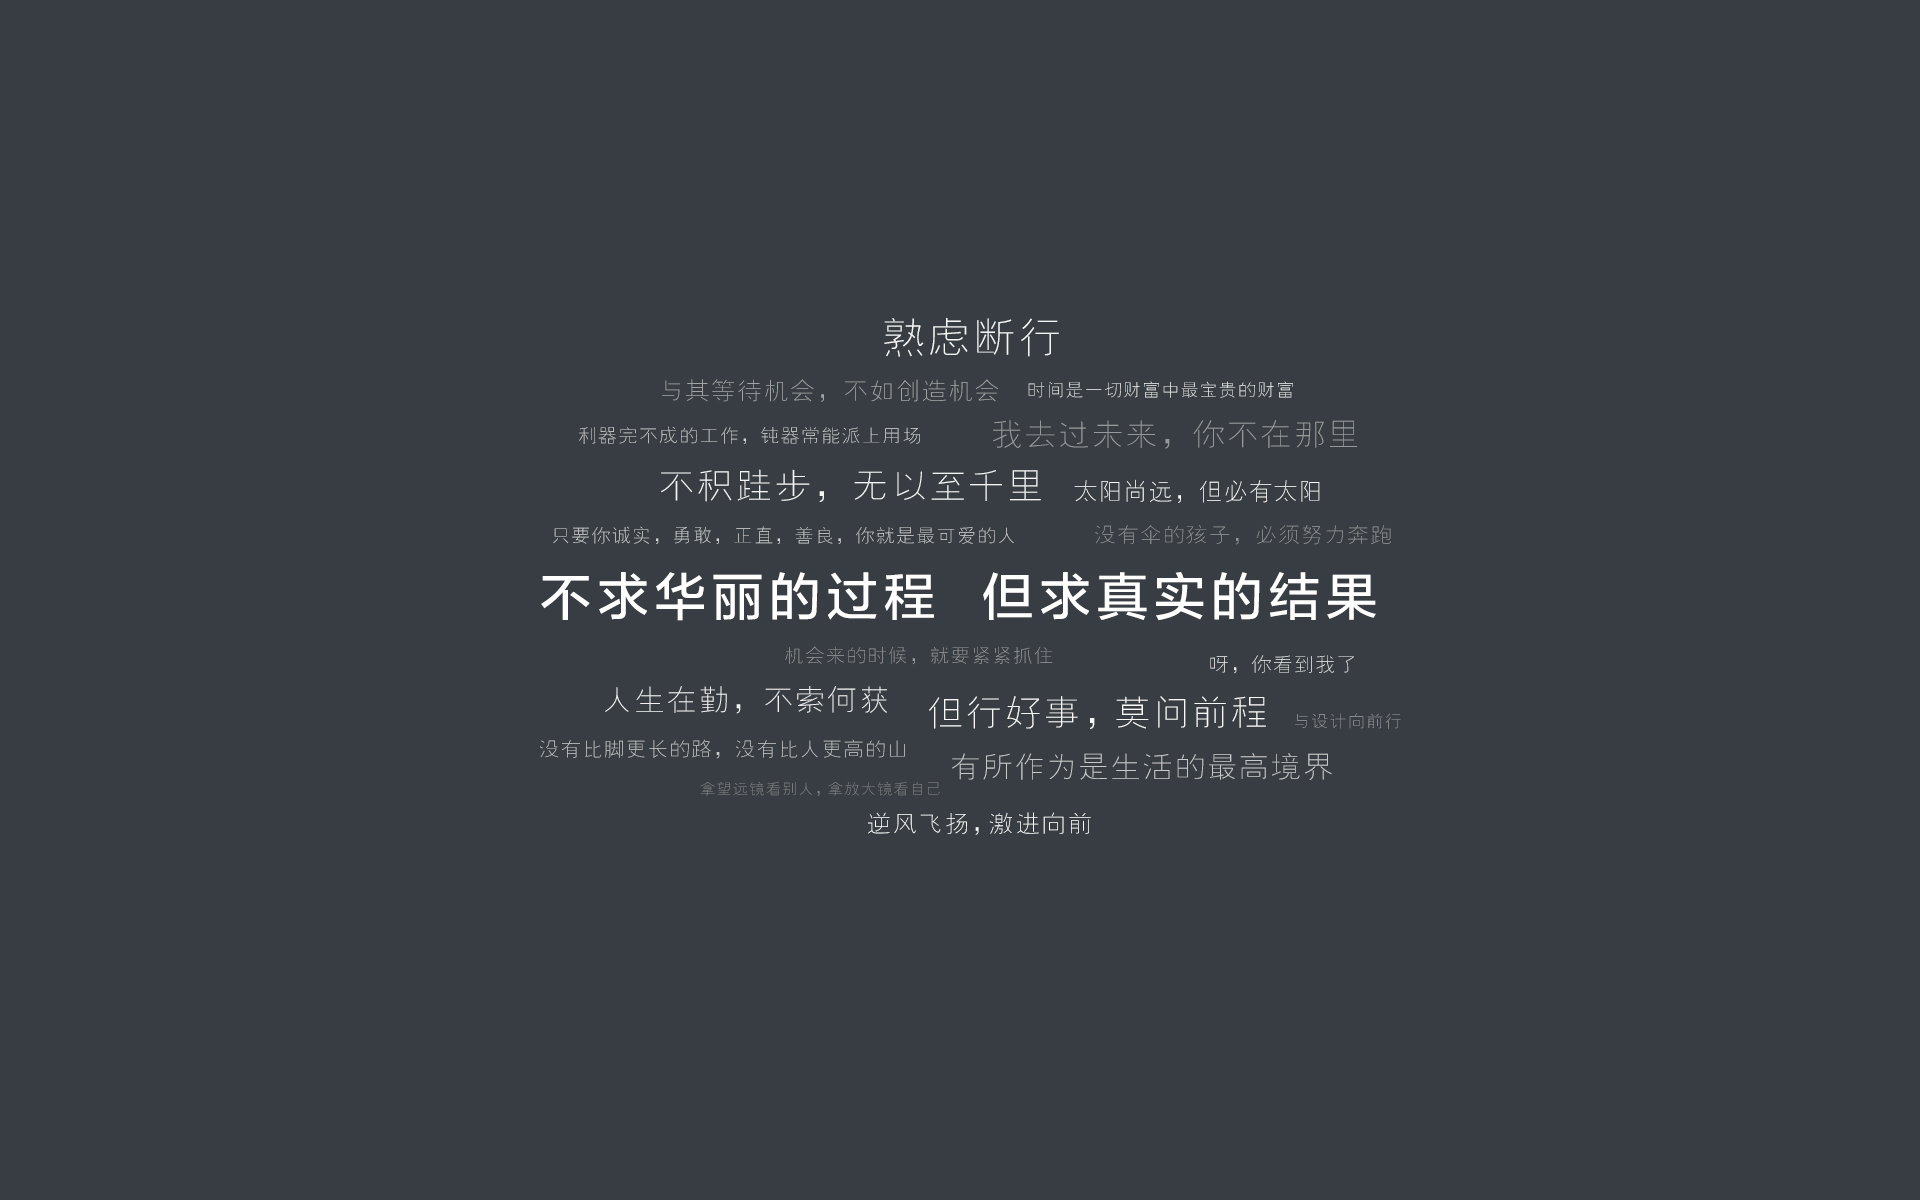 熟虑断行
与其等待机会，不如创造机会 时间是一切财富中最宝贵的财富
利器完不成的工作，钝器常能派上用场 我去过未来，你不在那里
不积跬步，无以至千里 太阳尚远，但必有太阳
只要你诚实，勇敢，正直，善良，你就是最可爱的人 没有伞的孩子，必须努力奔跑
不求华丽的过程 但求真实的结果
机会来的时候，就要紧紧抓住 呀，你看到我了
人生在勤，不索何获 但行好事，莫问前程 与设计向前行
没有比脚更长的路，没有比人更高的山 有所作为是生活的最高境界
拿望远镜看别人，拿放大镜看自己
逆风飞扬，激进向前